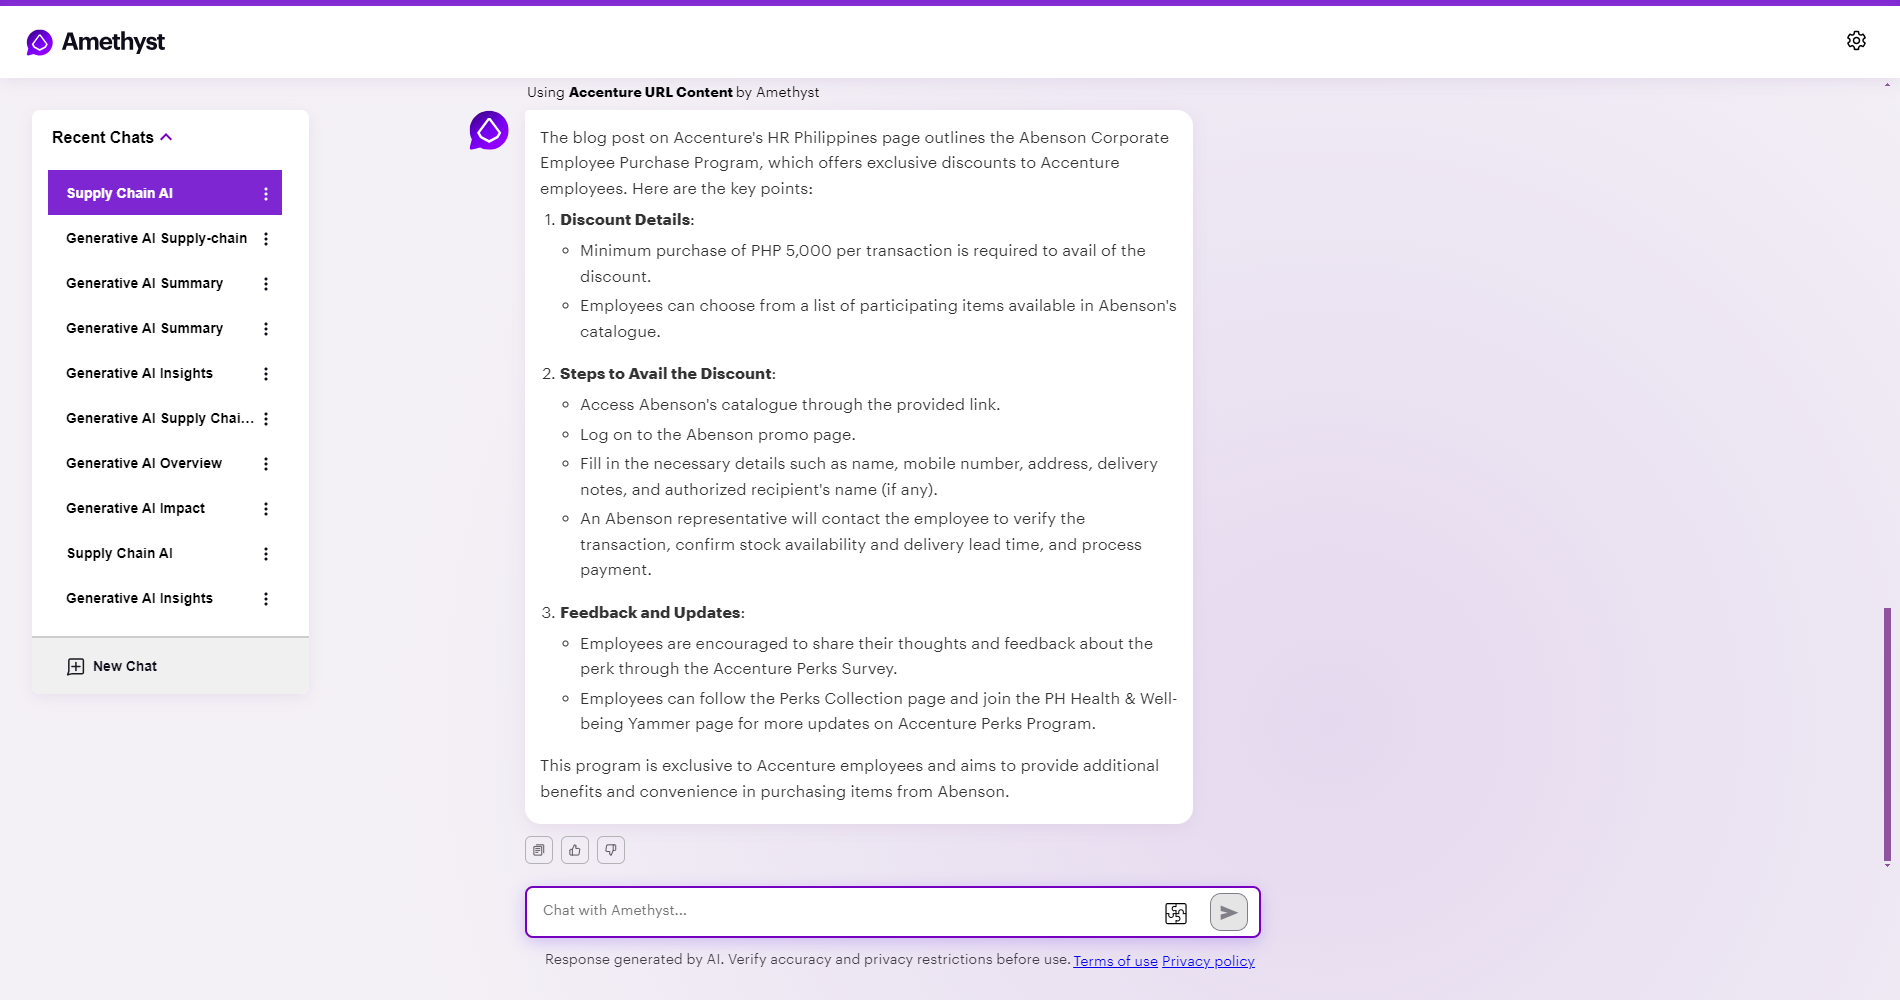 Amethyst
Recent Chats
Supply Chain AI
Generative AI Supply-chain
Generative AI Summary
Generative AI Summary
Generative AI Insights
Generative AI Supply Chai...
Generative AI Overview
Generative AI Impact
Supply Chain AI
Generative AI Insights
New Chat
Using Accenture URL Content by Amethyst
The blog post on Accenture's HR Philippines page outlines the Abenson Corporate
Employee Purchase Program, which offers exclusive discounts to Accenture
employees. Here are the key points:
1. Discount Details:
Minimum purchase of PHP 5,000 per transaction is required to avail of the
discount.
Employees can choose from a list of participating items available in Abenson's
catalogue.
2. Steps to Avail the Discount:
Access Abenson's catalogue through the provided link.
Log on to the Abenson promo page.
Fill in the necessary details such as name, mobile number, address, delivery
notes, and authorized recipient's name (if any).
An Abenson representative will contact the employee to verify the
transaction, confirm stock availability and delivery lead time, and process
payment.
3. Feedback and Updates:
Employees are encouraged to share their thoughts and feedback about the
perk through the Accenture Perks Survey.
Employees can follow the Perks Collection page and join the PH Health & Well-
being Yammer page for more updates on Accenture Perks Program.
This program is exclusive to Accenture employees and aims to provide additional
benefits and convenience in purchasing items from Abenson.
Chat with Amethyst...
Response generated by AI. Verify accuracy and privacy restrictions before use. Terms of use Privacy policy